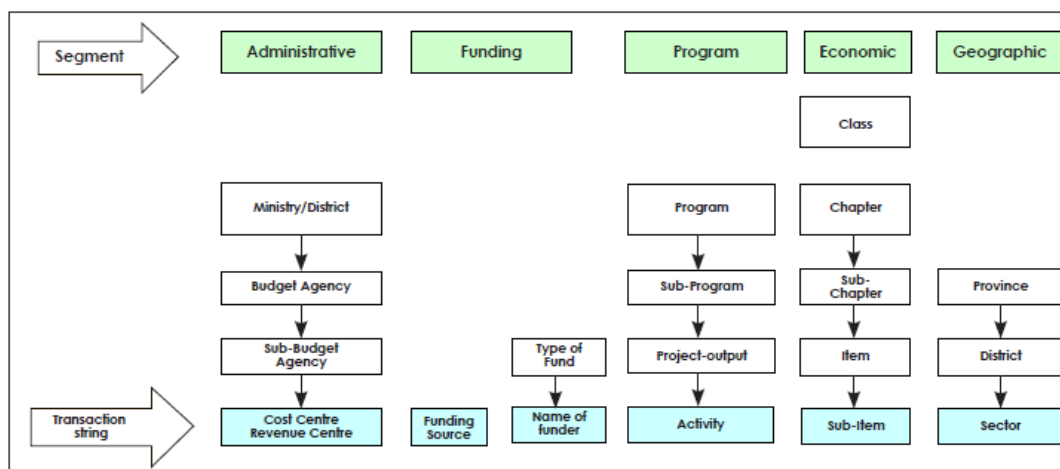 Segment
Administrative
Funding
Program
Economic
Geographic
Class
Ministry/District
Program
Chapter
Budget Agency
Sub-Program
Sub-
Chapter
Province
Sub-Budget
Agency
Type of
Fund
Project-output
Item
District
Transaction
string
Cost Centre
Revenue Centre
Funding
Source
Name of
funder
Activity
Sub-Item
Sector